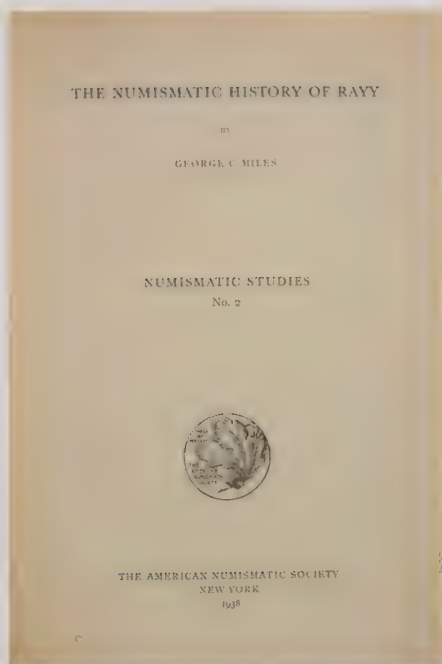 THE NUMISMATIC HISTORY OF RAYY
BY
GEORGE C MILES
NUMISMATIC STUDIES
No. 2
THE AMERICAN NUMISMATIC SOCIETY
NEW YORK
1938